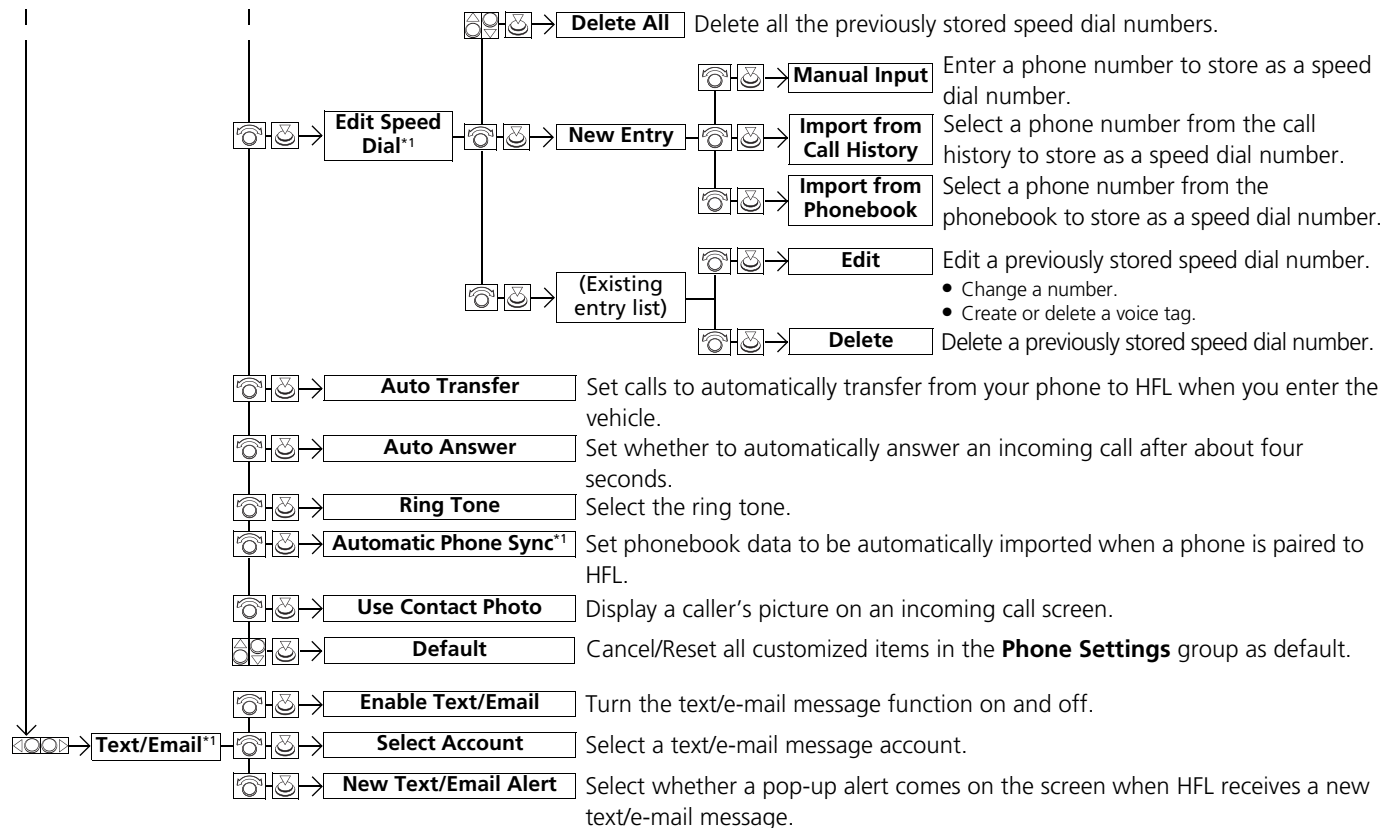 Delete All Delete all the previously stored speed dial numbers.
Manual Input Enter a phone number to store as a speed
dial number.
Edit Speed
Dial*1
New Entry
Import from
Call History
Select a phone number from the call
history to store as a speed dial number.
Import from
Phonebook
Select a phone number from the
phonebook to store as a speed dial number.
(Existing
entry list)
Edit Edit a previously stored speed dial number.
• Change a number.
• Create or delete a voice tag.
Delete Delete a previously stored speed dial number.
Auto Transfer Set calls to automatically transfer from your phone to HFL when you enter the
vehicle.
Auto Answer Set whether to automatically answer an incoming call after about four
seconds.
Ring Tone Select the ring tone.
Automatic Phone Sync*1 Set phonebook data to be automatically imported when a phone is paired to
HFL.
Use Contact Photo Display a caller’s picture on an incoming call screen.
Default Cancel/Reset all customized items in the Phone Settings group as default.
Enable Text/Email Turn the text/e-mail message function on and off.
Text/Email*1 Select Account Select a text/e-mail message account.
New Text/Email Alert Select whether a pop-up alert comes on the screen when HFL receives a new
text/e-mail message.